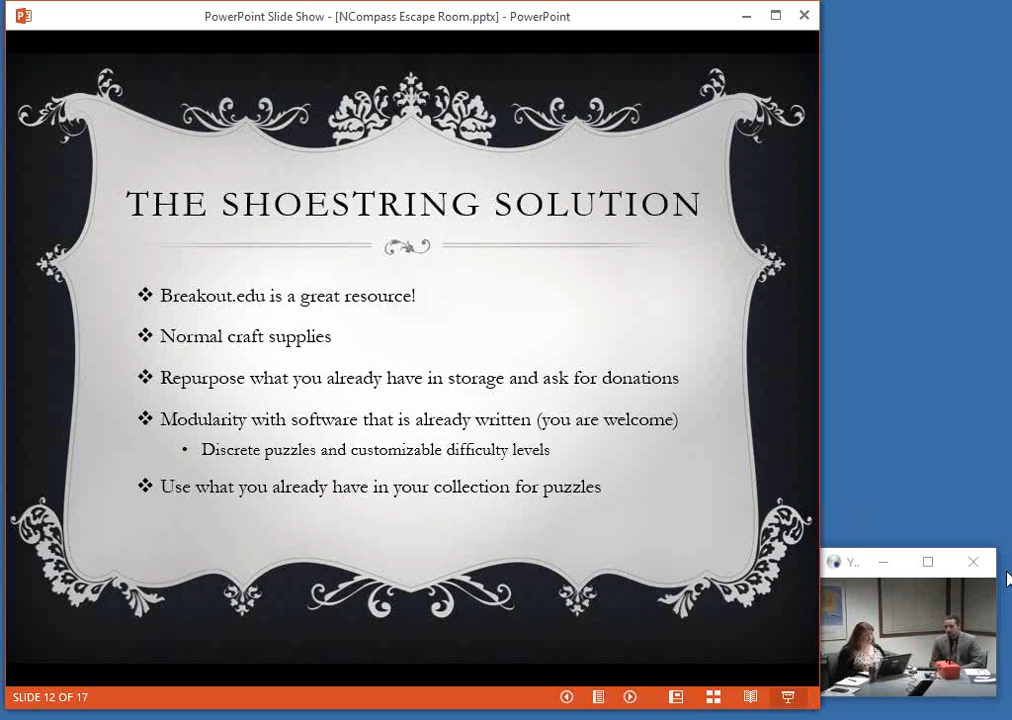 PowerPoint Slide Show - [NCompass Escape Room.pptx] - PowerPoint
THE SHOESTRING SOLUTION
❖ Breakout.edu is a great resource!
❖ Normal craft supplies
❖ Repurpose what you already have in storage and ask for donations
❖ Modularity with software that is already written (you are welcome)
• Discrete puzzles and customizable difficulty levels
❖ Use what you already have in your collection for puzzles
Y..
SLIDE 12 OF 17